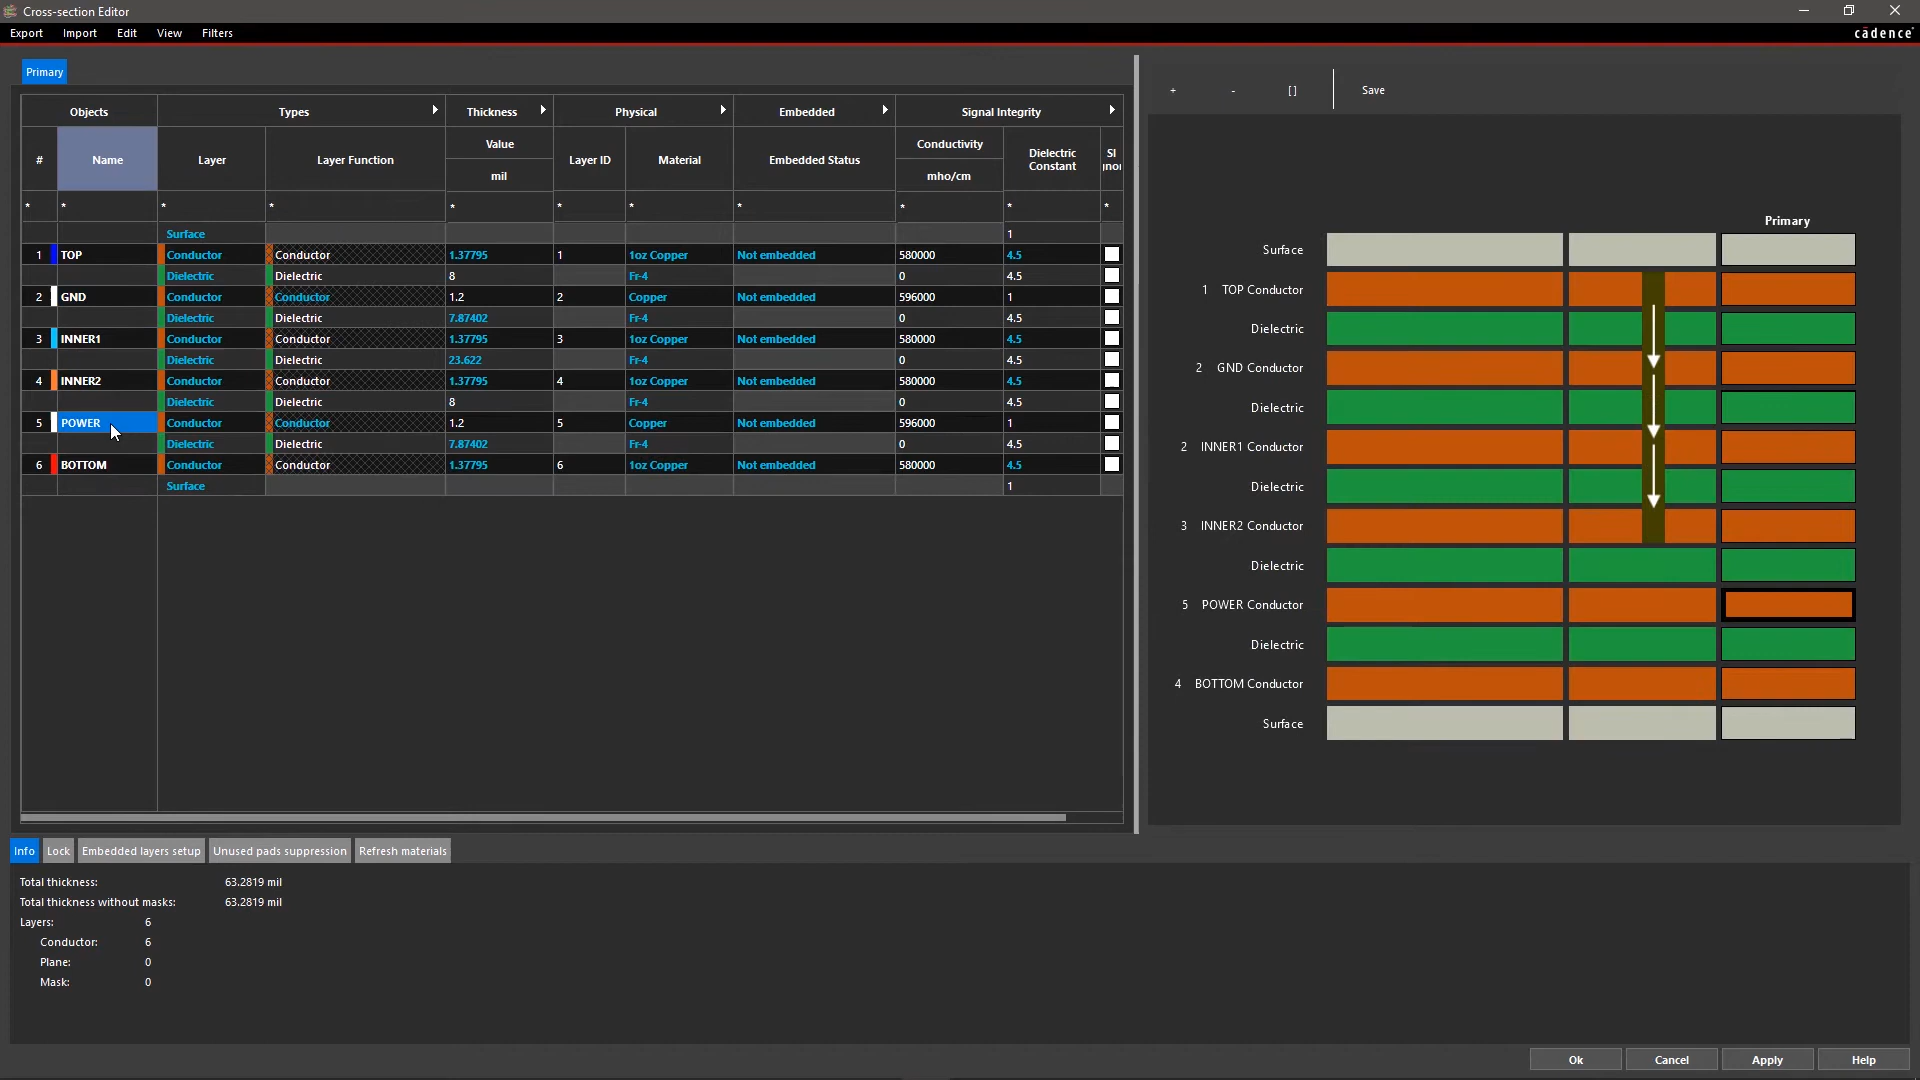 Cross-section Editor
Export Import Edit View Filters
cādence
Primary
Objects Types Thickness Physical Embedded Signal Integrity
# Name Layer Layer Function Value mil Layer ID Material Embedded Status Conductivity mho/cm Dielectric Constant SI
* * * * * * * * * * *
Surface 1
1 TOP Conductor Conductor 1.37795 1 1oz Copper Not embedded 580000 4.5
Dielectric Dielectric 8 Fr-4 0 4.5
2 GND Conductor Conductor 1.2 2 Copper Not embedded 596000 1
Dielectric Dielectric 7.87402 Fr-4 0 4.5
3 INNER1 Conductor Conductor 1.37795 3 1oz Copper Not embedded 580000 4.5
Dielectric Dielectric 23.622 Fr-4 0 4.5
4 INNER2 Conductor Conductor 1.37795 4 1oz Copper Not embedded 580000 4.5
Dielectric Dielectric 8 Fr-4 0 4.5
5 POWER Conductor Conductor 1.2 5 Copper Not embedded 596000 1
Dielectric Dielectric 7.87402 Fr-4 0 4.5
6 BOTTOM Conductor Conductor 1.37795 6 1oz Copper Not embedded 580000 4.5
Surface 1
+ - [] Save
Primary
Surface
1 TOP Conductor
Dielectric
2 GND Conductor
Dielectric
2 INNER1 Conductor
Dielectric
3 INNER2 Conductor
Dielectric
5 POWER Conductor
Dielectric
4 BOTTOM Conductor
Surface
Info Lock Embedded layers setup Unused pads suppression Refresh materials
Total thickness: 63.2819 mil
Total thickness without masks: 63.2819 mil
Layers: 6
Conductor: 6
Plane: 0
Mask: 0
Ok Cancel Apply Help